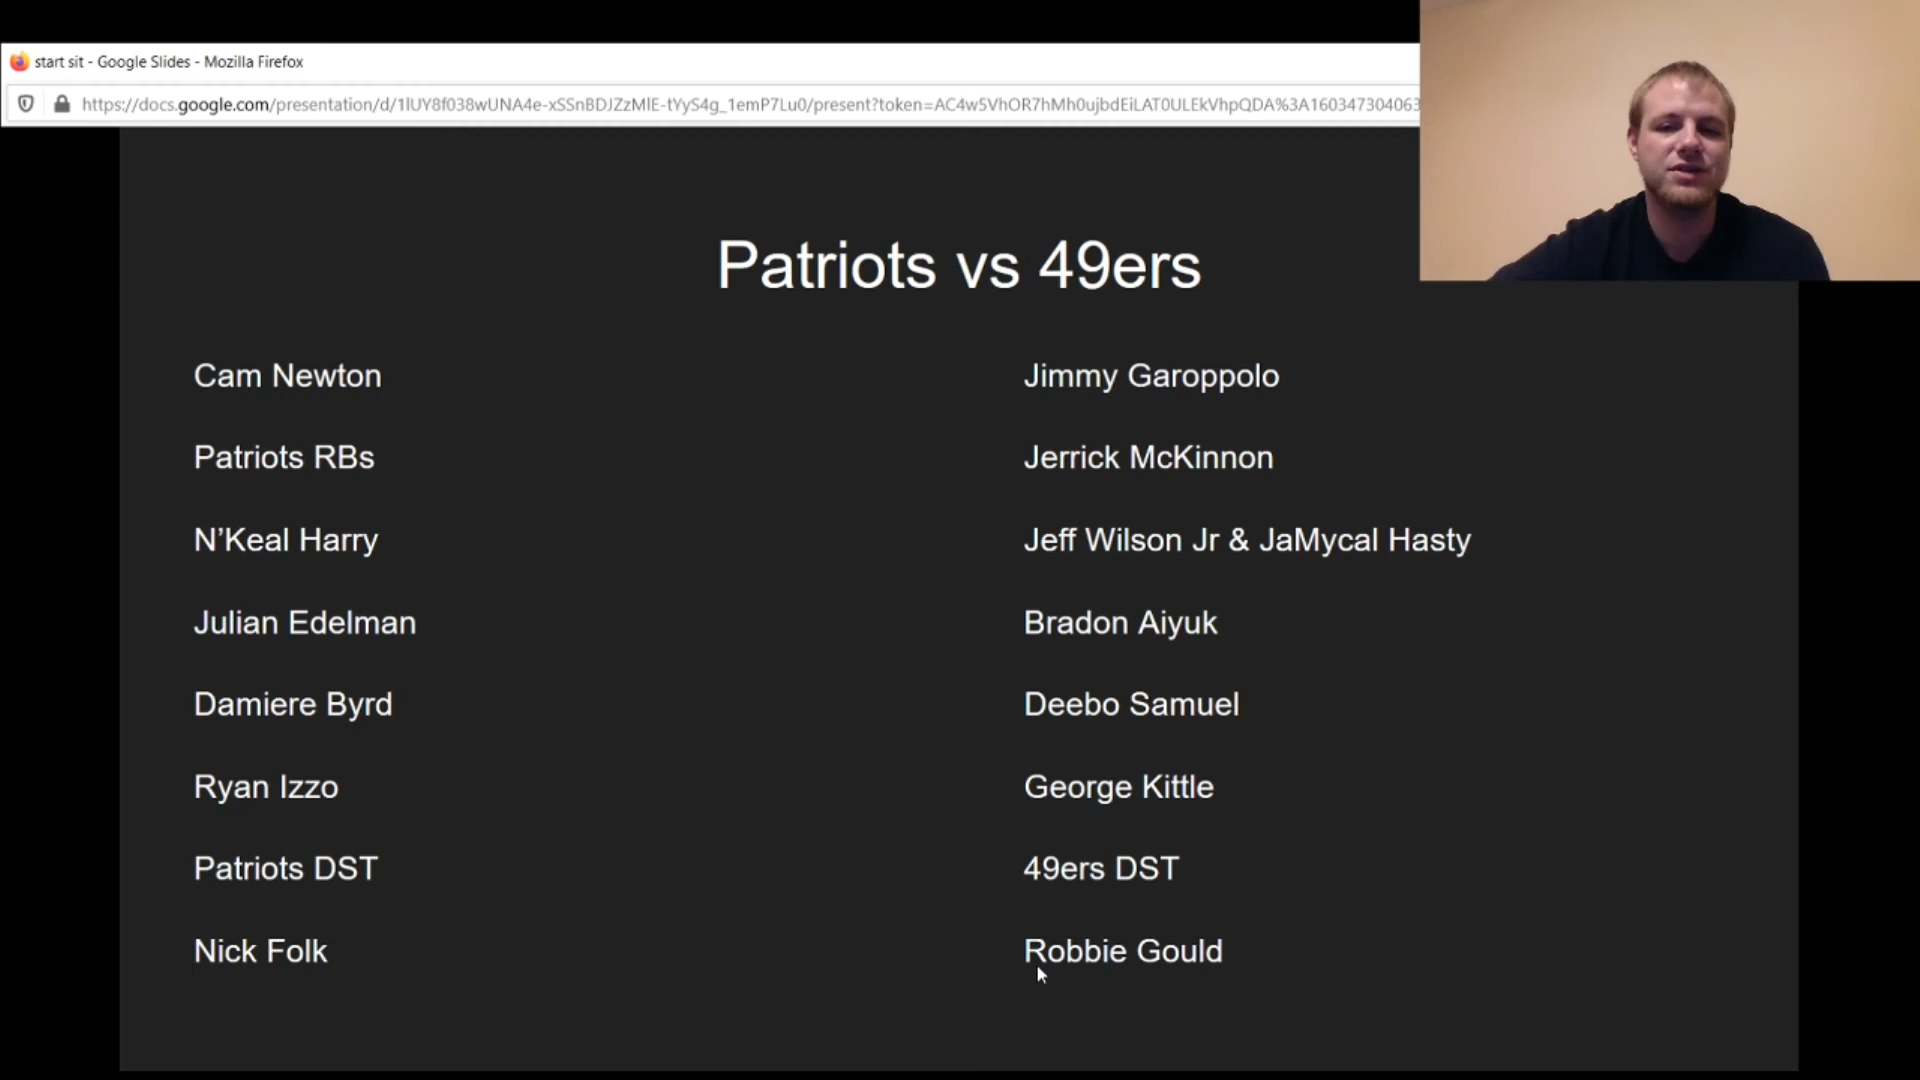 start sit - Google Slides - Mozilla Firefox
https://docs.google.com/presentation/d/1lUY8f038wUNA4e-xSSnBDJZzMlE-tYyS4g_1emP7Lu0/present?token=AC4w5VhOR7hMh0ujbdEiLAT0ULEkVhpQDA%3A160347304063
Patriots vs 49ers
Cam Newton
Patriots RBs
N’Keal Harry
Julian Edelman
Damiere Byrd
Ryan Izzo
Patriots DST
Nick Folk
Jimmy Garoppolo
Jerrick McKinnon
Jeff Wilson Jr & JaMycal Hasty
Bradon Aiyuk
Deebo Samuel
George Kittle
49ers DST
Robbie Gould